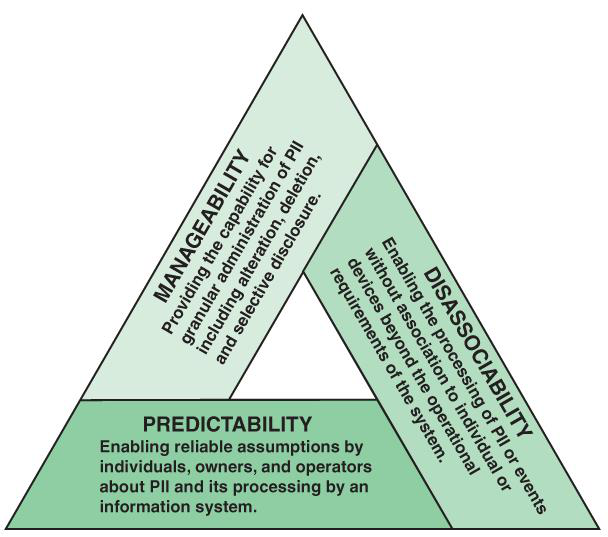 MANAGEABILITY
Providing the capability for
granular administration of PII
including alteration, deletion,
and selective disclosure.
DISASSOCIABILITY
Enabling the processing of PII or events
without association to individual or
devices beyond the operational
requirements of the system.
PREDICTABILITY
Enabling reliable assumptions by
individuals, owners, and operators
about PII and its processing by an
information system.